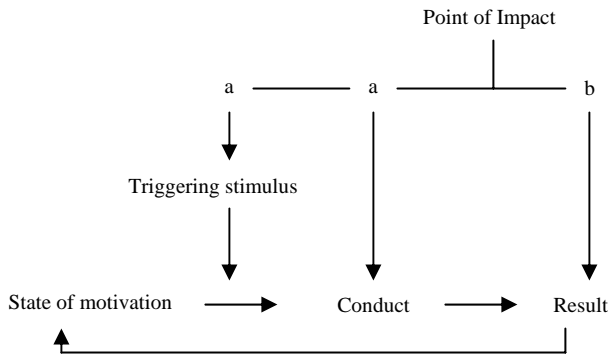 Point of Impact
a a b
Triggering stimulus
State of motivation Conduct Result